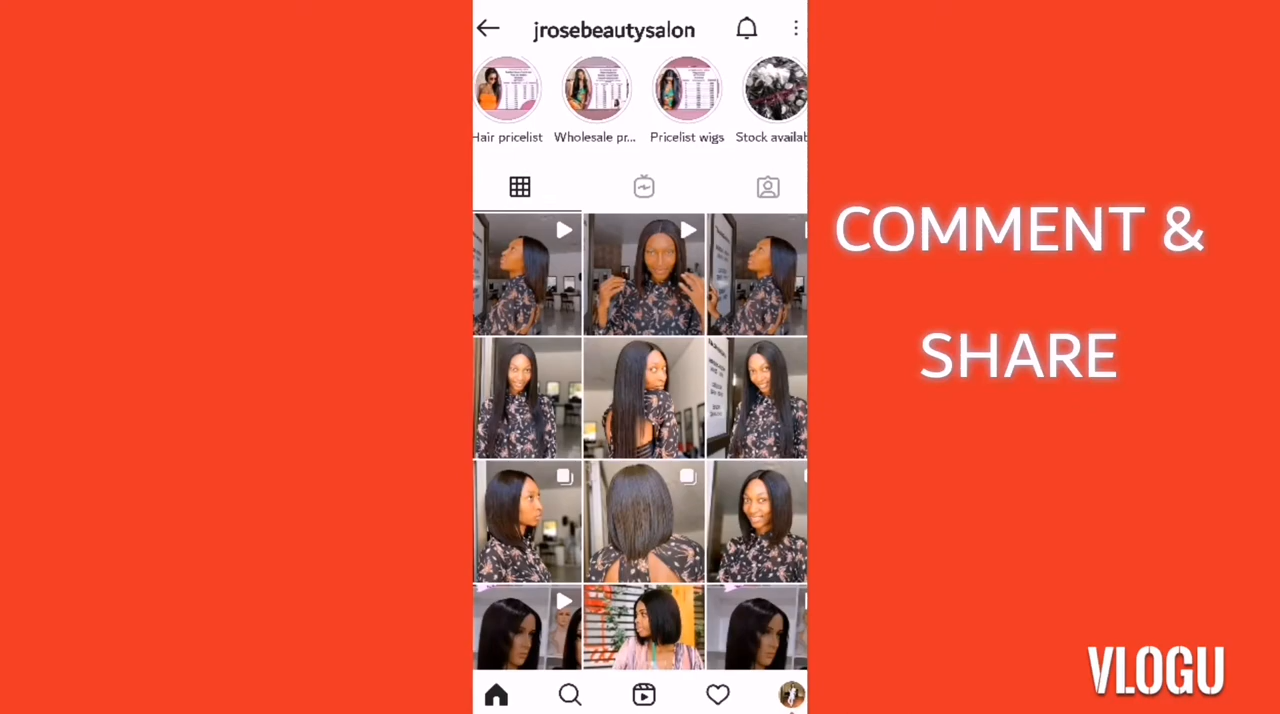 jrosebeautysalon
Hair pricelist
Wholesale pr...
Pricelist wigs
Stock availab
COMMENT &
SHARE
VLOGU